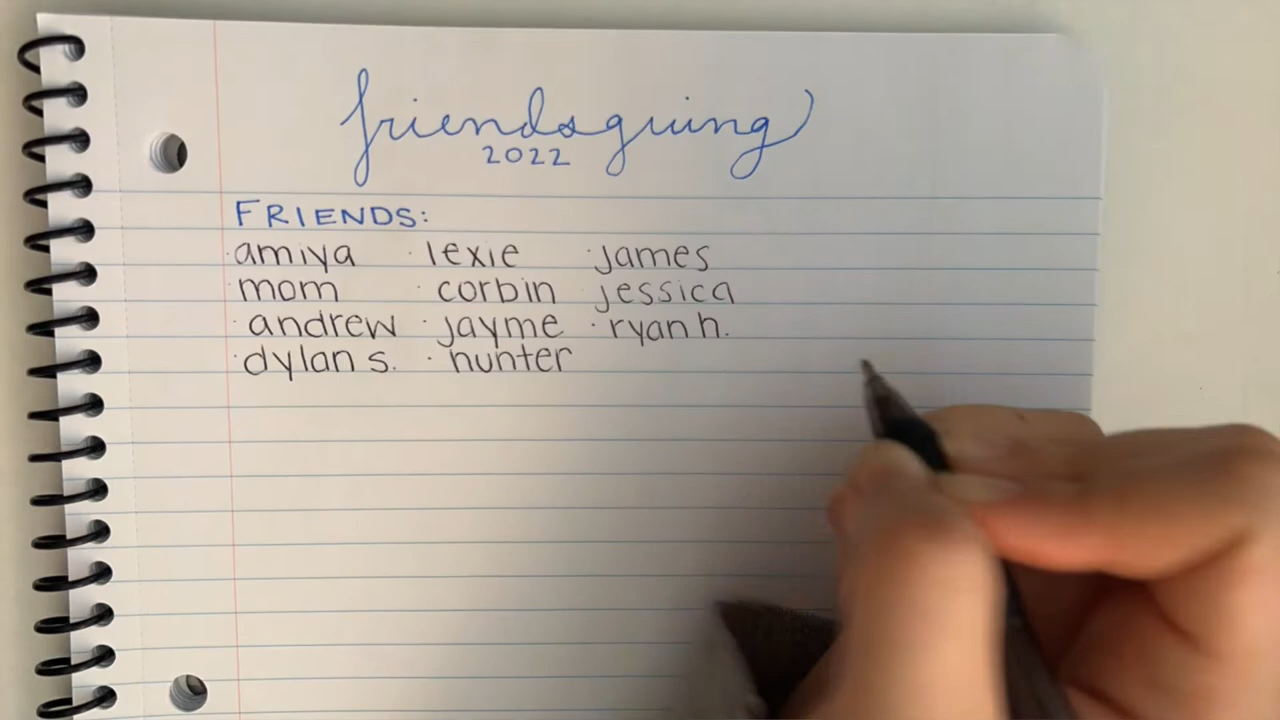 friendsgiving
2022
FRIENDS:
· amiya · lexie · james
mom · corbin jessica
· andrew · jayme · ryan h.
· dylan s. · hunter